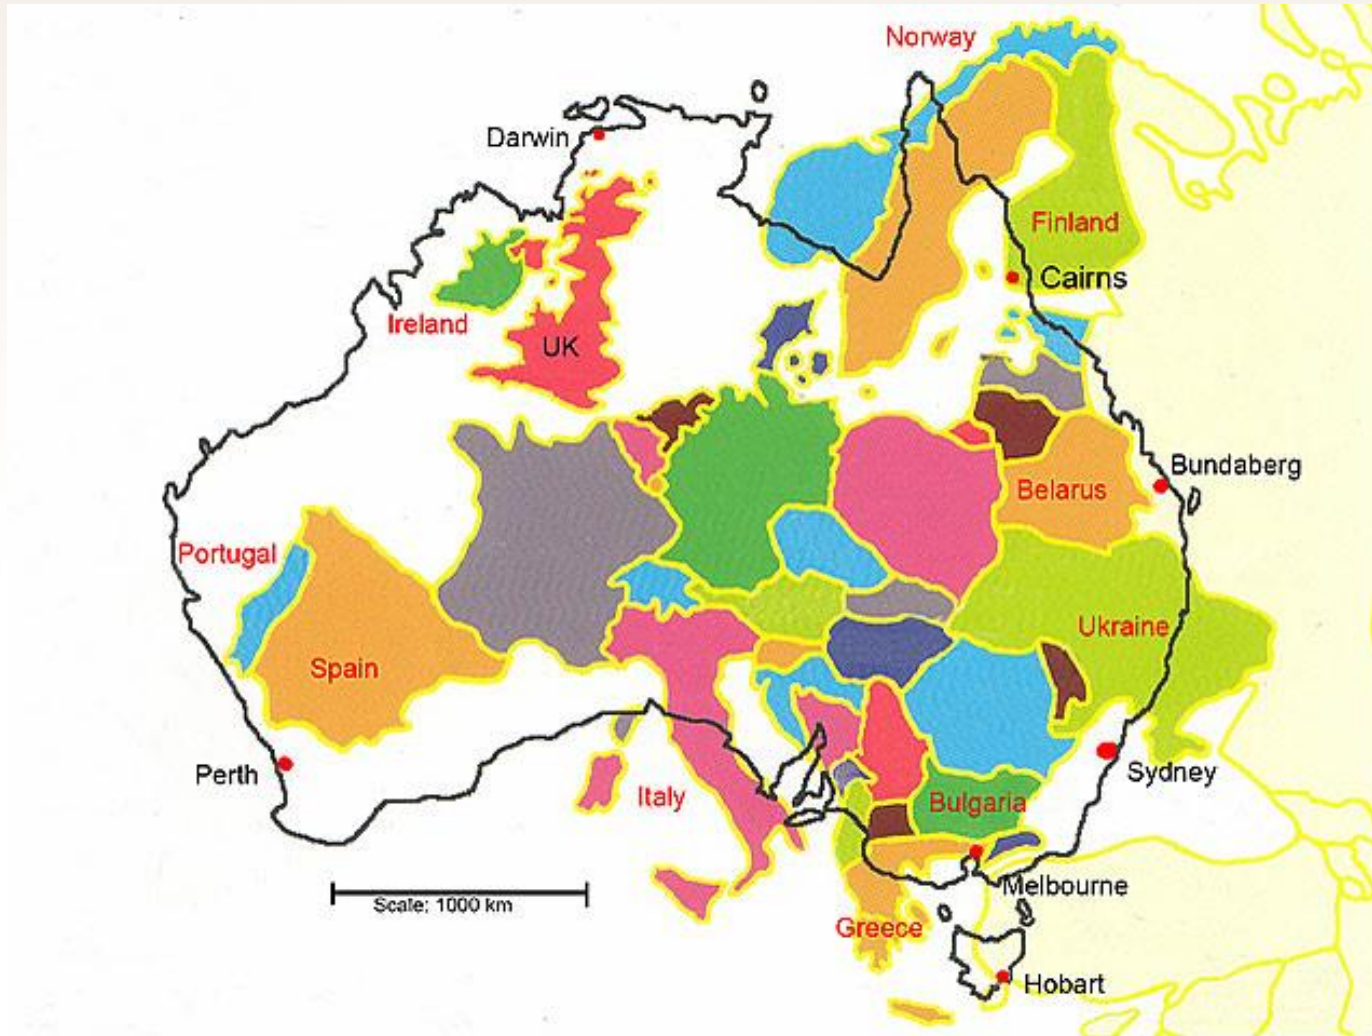 Norway
Darwin
Finland
Cairns
Ireland
UK
Bundaberg
Belarus
Portugal
Ukraine
Spain
Perth
Sydney
Italy
Bulgaria
Melbourne
Scale: 1000 km
Greece
Hobart